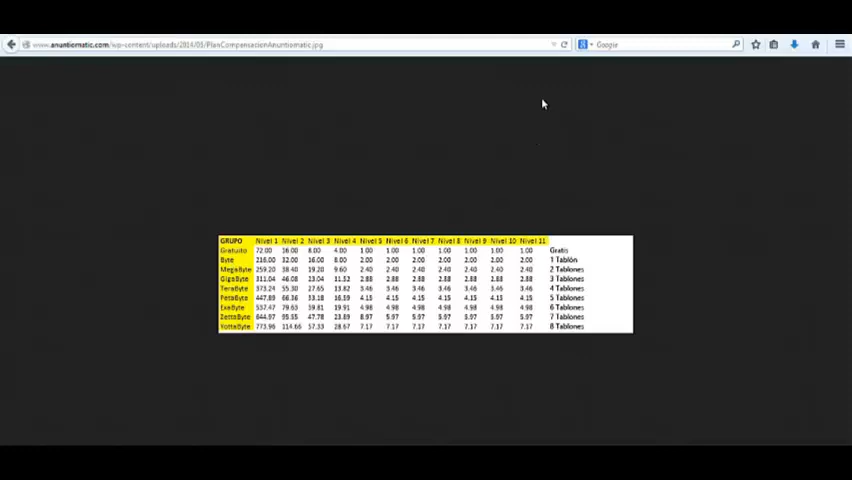 www.anuntiomatic.com/wp-content/uploads/2014/03/PlanCompensacionAnuntiomatic.jpg
Google
GRUPO Nivel 1 Nivel 2 Nivel 3 Nivel 4 Nivel 5 Nivel 6 Nivel 7 Nivel 8 Nivel 9 Nivel 10 Nivel 11
Gratuito 72.00 16.00 8.00 4.00 1.00 1.00 1.00 1.00 1.00 1.00 1.00 Gratis
Byte 216.00 32.00 16.00 8.00 2.00 2.00 2.00 2.00 2.00 2.00 2.00 1 Tablón
MegaByte 259.20 38.40 19.20 9.60 2.40 2.40 2.40 2.40 2.40 2.40 2.40 2 Tablones
GigaByte 311.04 46.08 23.04 11.52 2.88 2.88 2.88 2.88 2.88 2.88 2.88 3 Tablones
TeraByte 373.24 55.30 27.65 13.82 3.46 3.46 3.46 3.46 3.46 3.46 3.46 4 Tablones
PetaByte 447.89 66.36 33.18 16.59 4.15 4.15 4.15 4.15 4.15 4.15 4.15 5 Tablones
ExaByte 537.47 79.63 39.81 19.91 4.98 4.98 4.98 4.98 4.98 4.98 4.98 6 Tablones
ZettaByte 644.97 95.55 47.78 23.89 5.97 5.97 5.97 5.97 5.97 5.97 7 Tablones
YottaByte 773.96 114.66 57.33 28.67 7.17 7.17 7.17 7.17 7.17 7.17 7.17 8 Tablones